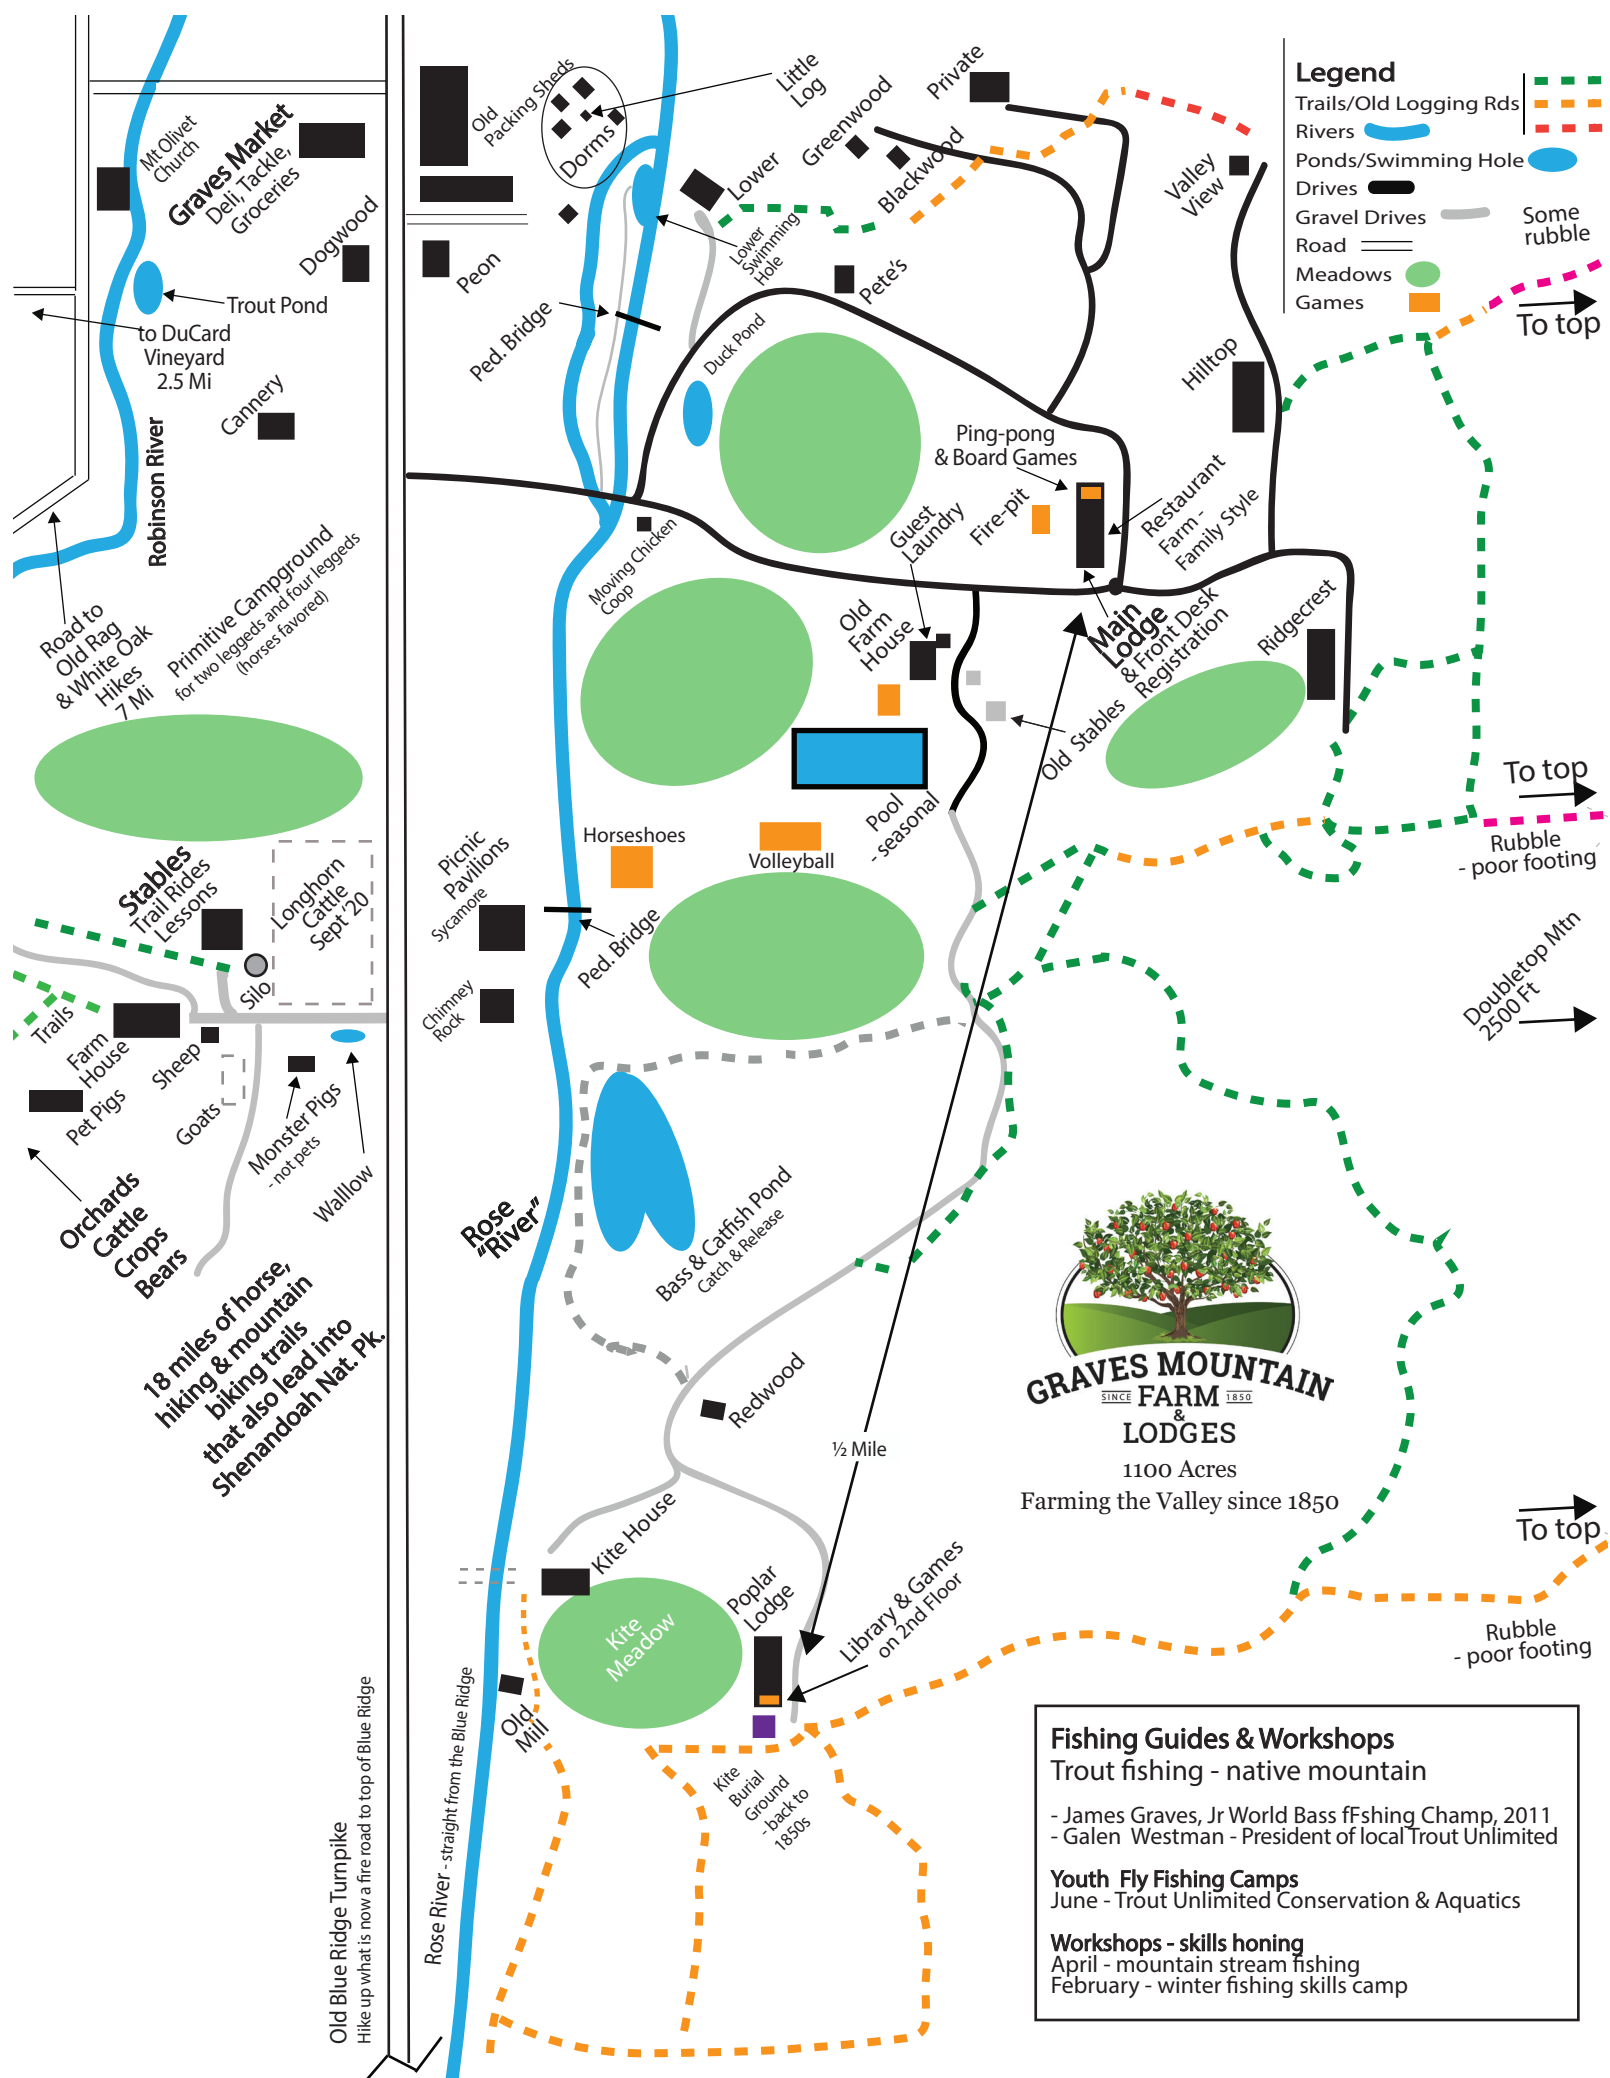 Legend
Trails/Old Logging Rds
Rivers
Ponds/Swimming Hole
Drives
Gravel Drives
Road
Meadows
Games
Some
rubble
To top
Mt Olivet
Church
Graves Market
Deli, Tackle,
Groceries
Dogwood
Trout Pond
to DuCard
Vineyard
2.5 Mi
Cannery
Robinson River
Road to
Old Rag
& White Oak
Hikes
7 Mi
Primitive Campground
for two leggeds and four leggeds
(horses favored)
Old
Packing Sheds
Dorms
Little
Log
Peon
Lower
Lower
Swimming
Hole
Ped. Bridge
Greenwood
Blackwood
Private
Valley
View
Pete's
Duck Pond
Hilltop
Ping-pong
& Board Games
Fire-pit
Restaurant
Farm -
Family Style
Guest
Laundry
Moving Chicken
Coop
Old
Farm
House
Main
Lodge
& Front Desk
Registration
Ridgecrest
Old Stables
Pool
- seasonal
Horseshoes
Volleyball
Picnic
Pavilions
Sycamore
Chimney
Rock
Ped. Bridge
To top
Rubble
- poor footing
Doubletop Mtn
2500 Ft
Stables
Trail Rides
Lessons
Longhorn
Cattle
Sept '20
Silo
Trails
Farm
House
Sheep
Pet Pigs
Goats
Monster Pigs
- not pets
Walllow
Orchards
Cattle
Crops
Bears
18 miles of horse,
hiking & mountain
biking trails
that also lead into
Shenandoah Nat. Pk.
Rose
"River"
Bass & Catfish Pond
Catch & Release
Redwood
½ Mile
GRAVES MOUNTAIN
SINCE FARM 1850
&
LODGES
1100 Acres
Farming the Valley since 1850
Kite House
Kite
Meadow
Poplar
Lodge
Library & Games
on 2nd Floor
To top
Rubble
- poor footing
Old
Mill
Kite
Burial
Ground
- back to
1850s
Rose River - straight from the Blue Ridge
Old Blue Ridge Turnpike
Hike up what is now a fire road to top of Blue Ridge
Fishing Guides & Workshops
Trout fishing - native mountain
- James Graves, Jr World Bass fFshing Champ, 2011
- Galen Westman - President of local Trout Unlimited
Youth Fly Fishing Camps
June - Trout Unlimited Conservation & Aquatics
Workshops - skills honing
April - mountain stream fishing
February - winter fishing skills camp